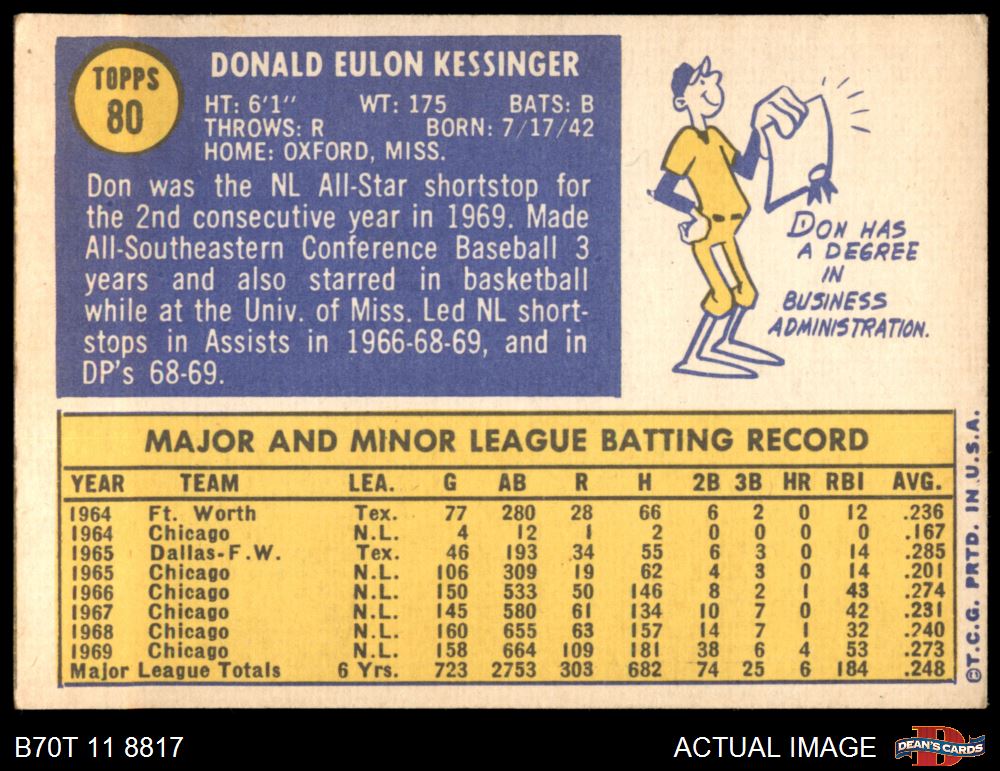 TOPPS
80
DONALD EULON KESSINGER
HT: 6'1" WT: 175 BATS: B
THROWS: R BORN: 7/17/42
HOME: OXFORD, MISS.
Don was the NL All-Star shortstop for
the 2nd consecutive year in 1969. Made
All-Southeastern Conference Baseball 3
years and also starred in basketball
while at the Univ. of Miss. Led NL short-
stops in Assists in 1966-68-69, and in
DP's 68-69.
DON HAS
A DEGREE
IN
BUSINESS
ADMINISTRATION.
MAJOR AND MINOR LEAGUE BATTING RECORD
YEAR TEAM LEA. G AB R H 2B 3B HR RBI AVG.
1964 Ft. Worth Tex. 77 280 28 66 6 2 0 12 .236
1964 Chicago N.L. 4 12 1 2 0 0 0 0 .167
1965 Dallas-F.W. Tex. 46 193 34 55 6 3 0 14 .285
1965 Chicago N.L. 106 309 19 62 4 3 0 14 .201
1966 Chicago N.L. 150 533 50 146 8 2 1 43 .274
1967 Chicago N.L. 145 580 61 134 10 7 0 42 .231
1968 Chicago N.L. 160 655 63 157 14 7 1 32 .240
1969 Chicago N.L. 158 664 109 181 38 6 4 53 .273
Major League Totals 6 Yrs. 723 2753 303 682 74 25 6 184 .248
©T.C.G. PRTD. IN U.S.A.
B70T 11 8817
ACTUAL IMAGE
D
DEAN'S CARDS